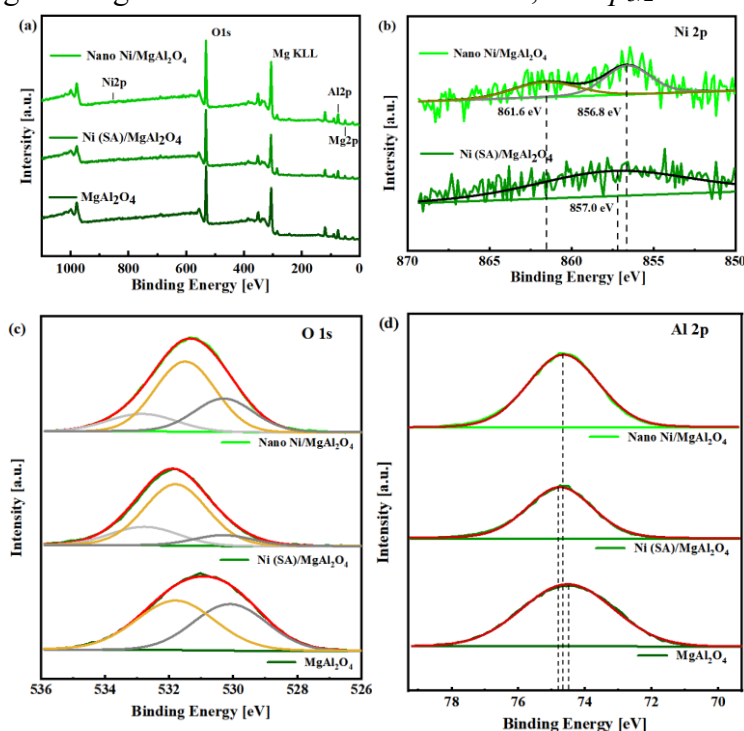 (a)
Nano Ni/MgAl2O4
Ni2p
O1s
Mg KLL
Al2p
Mg2p
Ni (SA)/MgAl2O4
MgAl2O4
Intersity [a.u.]
1000 800 600 400 200 0
Binding Energy [eV]
(b)
Ni 2p
Nano Ni/MgAl2O4
861.6 eV 856.8 eV
Ni (SA)/MgAl2O4
857.0 eV
Intersity [a.u.]
870 865 860 855 850
Binding Energy [eV]
(c)
O 1s
Nano Ni/MgAl2O4
Ni (SA)/MgAl2O4
MgAl2O4
Intensity [a.u.]
536 534 532 530 528 526
Binding Energy [eV]
(d)
Al 2p
Nano Ni/MgAl2O4
Ni (SA)/MgAl2O4
MgAl2O4
Intensity [a.u.]
78 76 74 72 70
Binding Energy [eV]